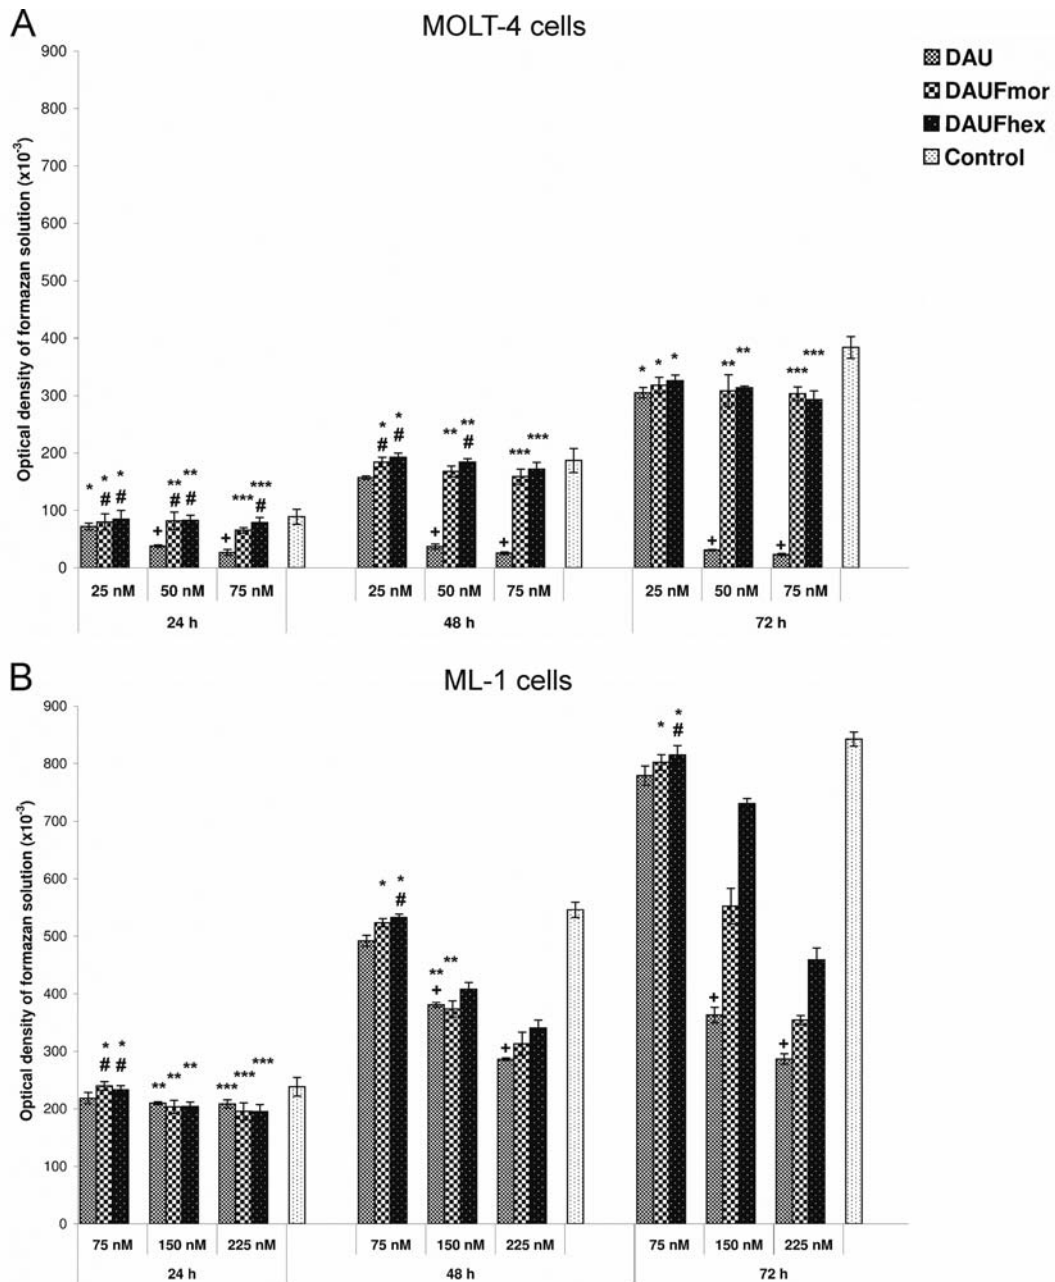 A
MOLT-4 cells
Optical density of formazan solution (x10⁻³)
900
800
700
600
500
400
300
200
100
0
DAU
DAUFmor
DAUFhex
Control
* * * ** ** *** ***
# # # # #
+ +
* * ** ** *** ***
# # #
+ +
* * * ** ** *** ***
+ +
25 nM 50 nM 75 nM 25 nM 50 nM 75 nM 25 nM 50 nM 75 nM
24 h 48 h 72 h
B
ML-1 cells
Optical density of formazan solution (x10⁻³)
900
800
700
600
500
400
300
200
100
0
* * ** ** ** *** *** ***
# #
* * ** **
# + +
* *
# + +
75 nM 150 nM 225 nM 75 nM 150 nM 225 nM 75 nM 150 nM 225 nM
24 h 48 h 72 h